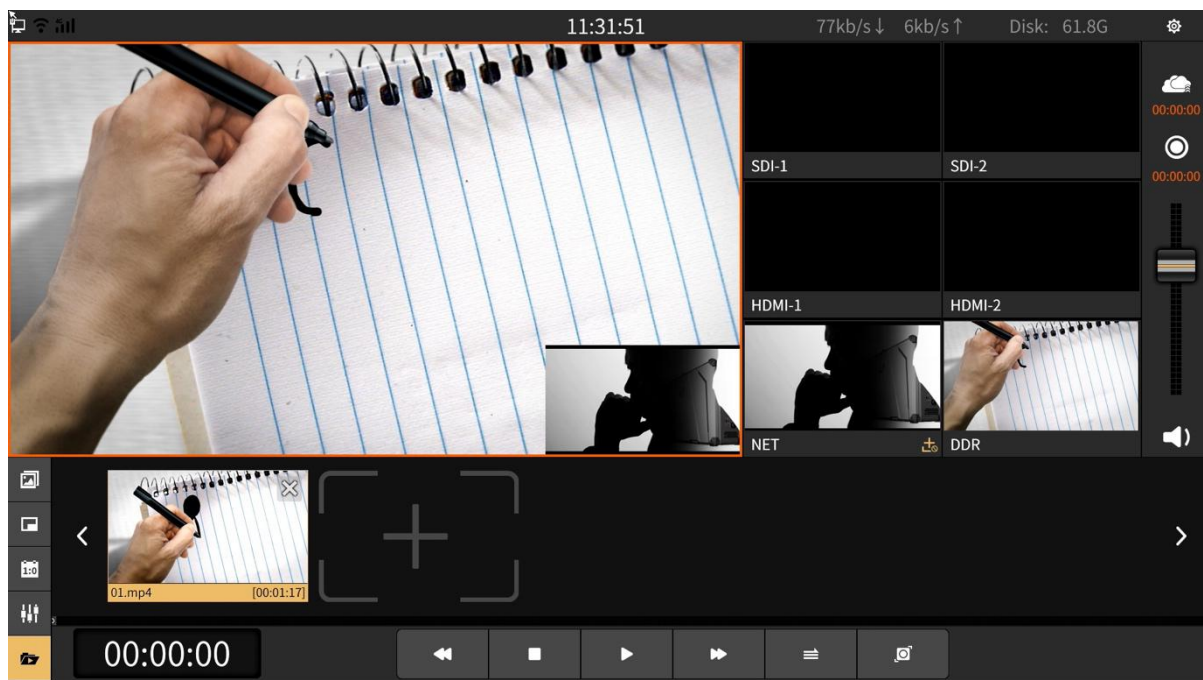 11:31:51 77kb/s↓ 6kb/s↑ Disk: 61.8G
00:00:00
00:00:00
SDI-1 SDI-2
HDMI-1 HDMI-2
NET DDR
1:0
01.mp4 [00:01:17]
00:00:00